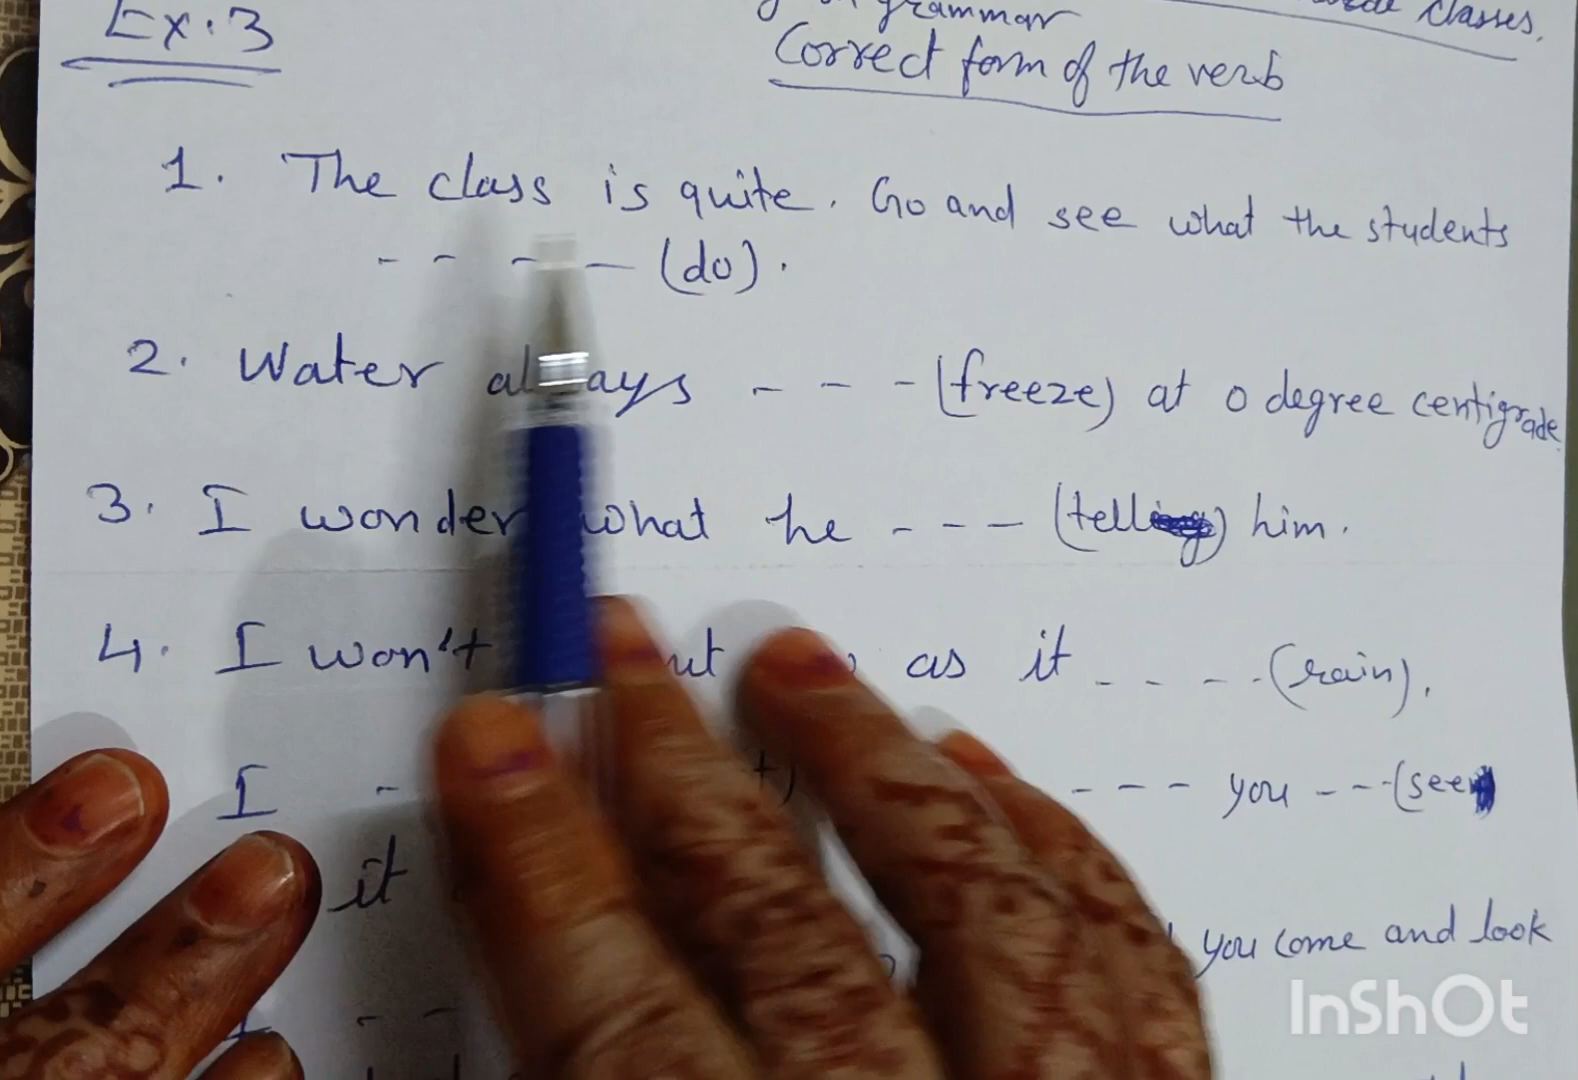 Ex.3
grammar
classes.
Correct form of the verb
1. The class is quite. Go and see what the students
- - - - (do).
2. Water always - - - (freeze) at 0 degree centigrade
3. I wonder what he - - - (tell) him.
4. I won't as it - - - - (rain).
I - - - - you - - - (see
it
you come and look
- -
InShOt